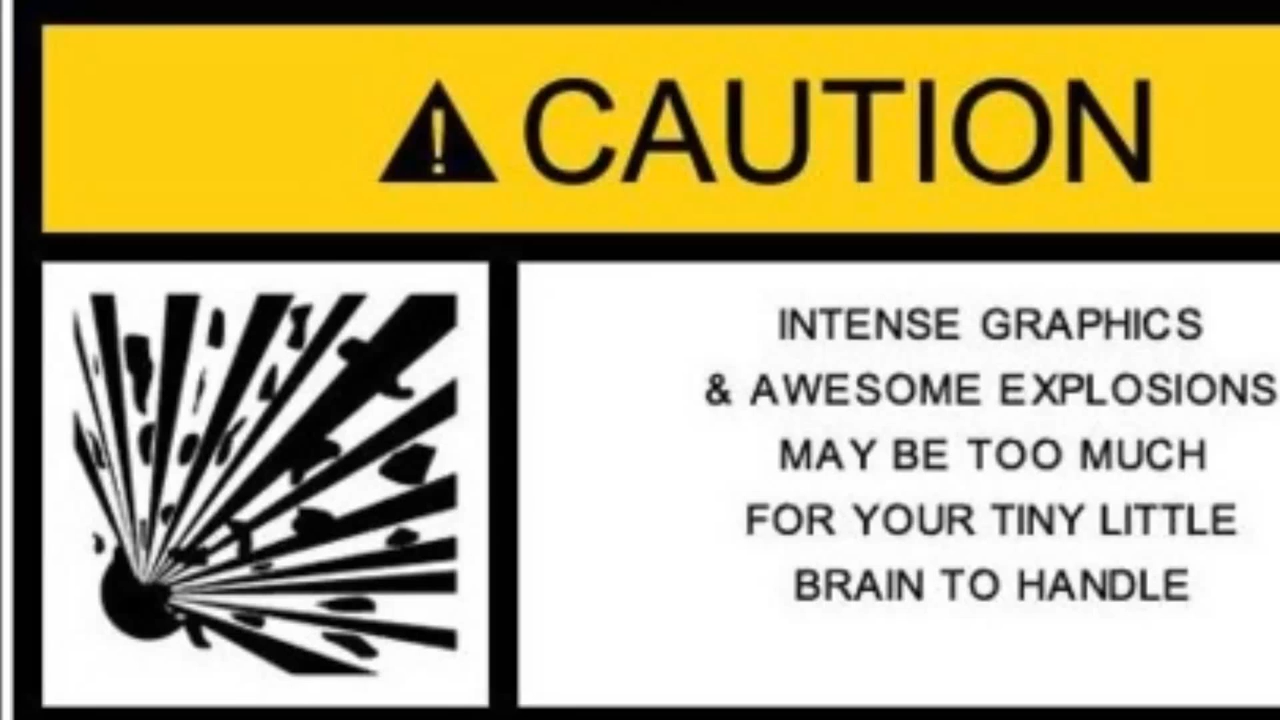 CAUTION
INTENSE GRAPHICS
& AWESOME EXPLOSIONS
MAY BE TOO MUCH
FOR YOUR TINY LITTLE
BRAIN TO HANDLE